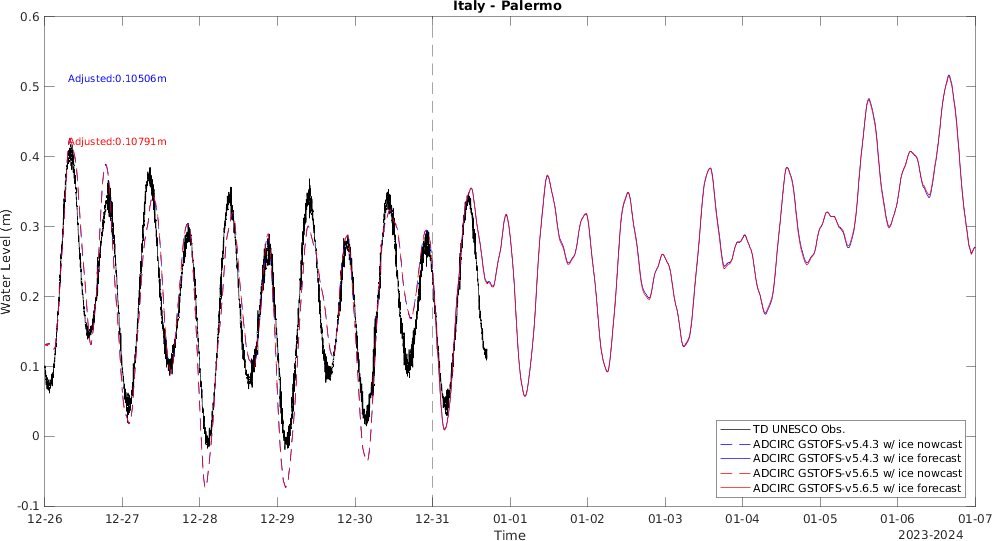 Italy - Palermo
0.6
0.5
0.4
0.3
0.2
0.1
0
-0.1
Water Level (m)
Adjusted:0.10506m
Adjusted:0.10791m
TD UNESCO Obs.
ADCIRC GSTOFS-v5.4.3 w/ ice nowcast
ADCIRC GSTOFS-v5.4.3 w/ ice forecast
ADCIRC GSTOFS-v5.6.5 w/ ice nowcast
ADCIRC GSTOFS-v5.6.5 w/ ice forecast
12-26 12-27 12-28 12-29 12-30 12-31 01-01 01-02 01-03 01-04 01-05 01-06 01-07
Time
2023-2024